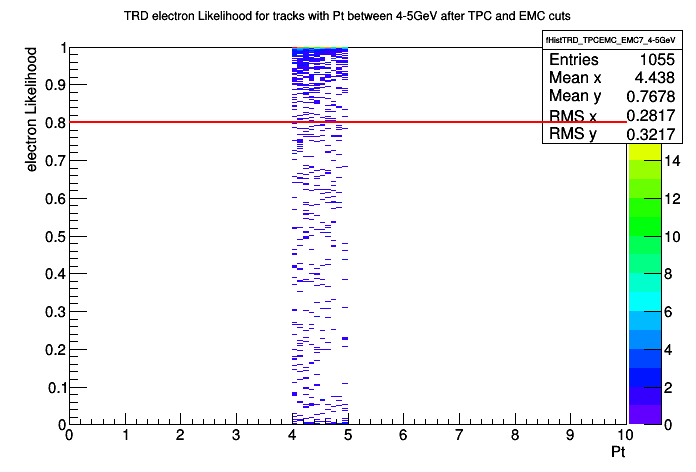 TRD electron Likelihood for tracks with Pt between 4-5GeV after TPC and EMC cuts
fHistTRD_TPCEMC_EMC7_4-5GeV
Entries 1055
Mean x 4.438
Mean y 0.7678
RMS x 0.2817
RMS y 0.3217
electron Likelihood
1
0.9
0.8
0.7
0.6
0.5
0.4
0.3
0.2
0.1
0
0 1 2 3 4 5 6 7 8 9 10
Pt
14
12
10
8
6
4
2
0